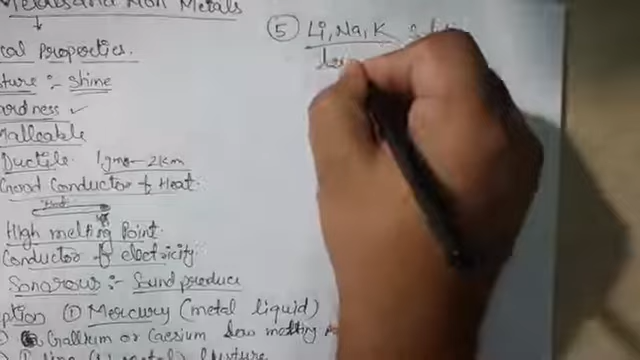 Metals and Non Metals
cal Properties.
ture :- Shine
ardness ✓
Malleable
Ductile. 1gm - 2km
Good Conductor of Heat.
Heat
High melting Point.
Conductor of electricity.
Sonorous :- Sound produce
ption ① Mercury (metal liquid)
Gallium or Caesium low melting
⑤ Li, Na, K